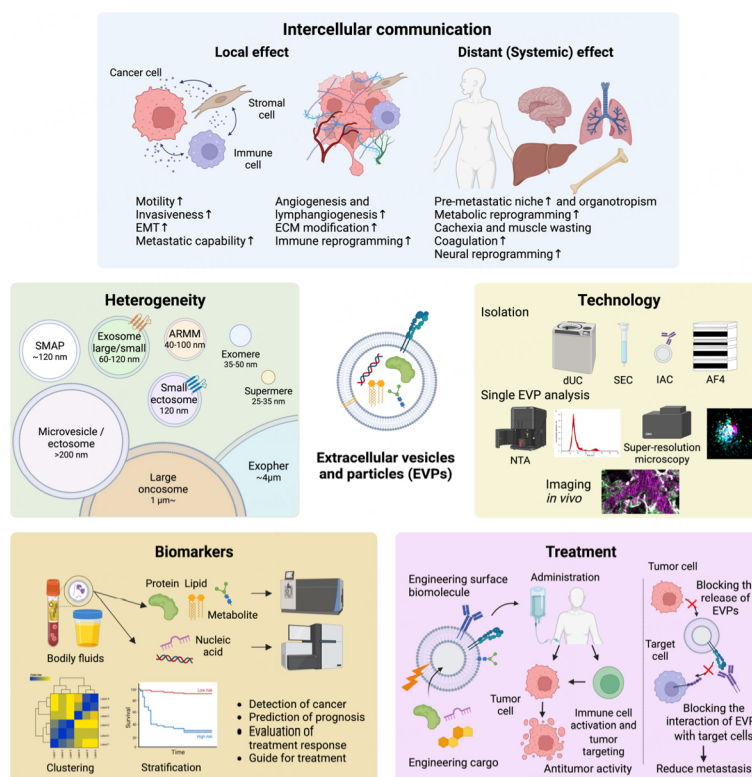 Intercellular communication
Local effect
Distant (Systemic) effect
Cancer cell
Stromal
cell
Immune
cell
Motility↑
Invasiveness↑
EMT↑
Metastatic capability↑
Angiogenesis and
lymphangiogenesis↑
ECM modification↑
Immune reprogramming↑
Pre-metastatic niche↑ and organotropism
Metabolic reprogramming↑
Cachexia and muscle wasting
Coagulation↑
Neural reprogramming↑
Heterogeneity
SMAP
~120 nm
Exosome
large/small
60-120 nm
ARMM
40-100 nm
Exomere
35-50 nm
Small
ectosome
120 nm
Supermere
25-35 nm
Microvesicle /
ectosome
>200 nm
Large
oncosome
1 μm~
Exopher
~4μm
Extracellular vesicles
and particles (EVPs)
Technology
Isolation
dUC
SEC
IAC
AF4
Single EVP analysis
NTA
Super-resolution
microscopy
Imaging
in vivo
Biomarkers
Protein
Lipid
Metabolite
Nucleic
acid
Bodily fluids
Clustering
Survival
Low-risk
High-risk
Time
Stratification
• Detection of cancer
• Prediction of prognosis
• Evaluation of
treatment response
• Guide for treatment
Treatment
Engineering surface
biomolecule
Administration
Engineering cargo
Tumor
cell
Immune cell
activation and
tumor
targeting
Antitumor activity
Tumor cell
Blocking the
release of
EVPs
Target
cell
Blocking the
interaction of EVP
with target cells
Reduce metastasis